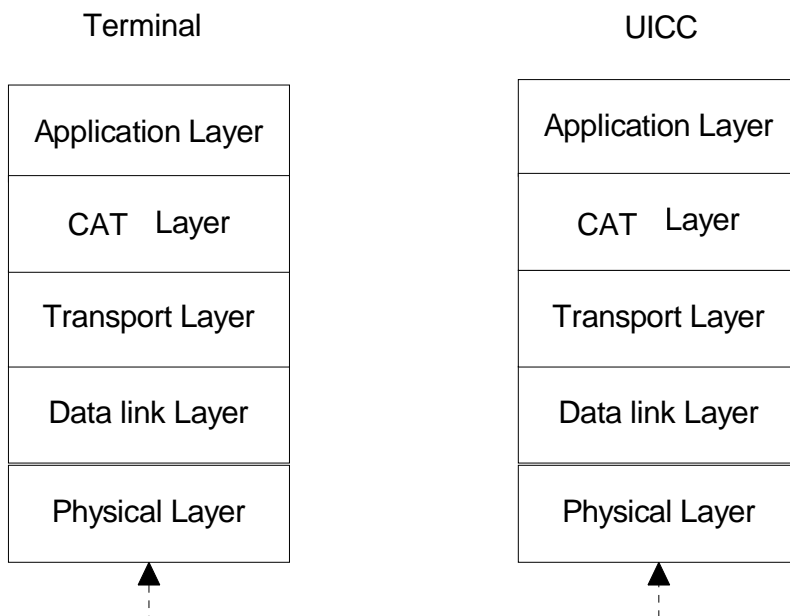 Terminal
UICC
Application Layer
Application Layer
CAT Layer
CAT Layer
Transport Layer
Transport Layer
Data link Layer
Data link Layer
Physical Layer
Physical Layer